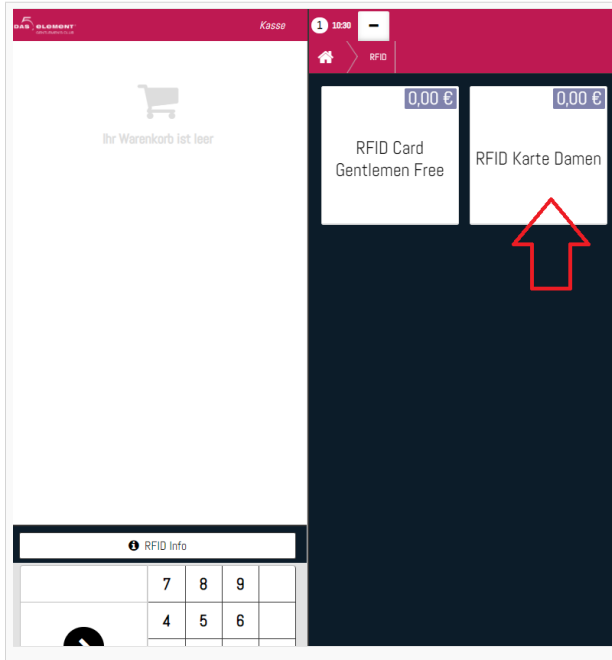 DAS 5 ELEMENT
Kasse
Ihr Warenkorb ist leer
RFID Info
7 8 9
4 5 6
1 10:30 −
RFID
0,00 €
RFID Card
Gentlemen Free
0,00 €
RFID Karte Damen